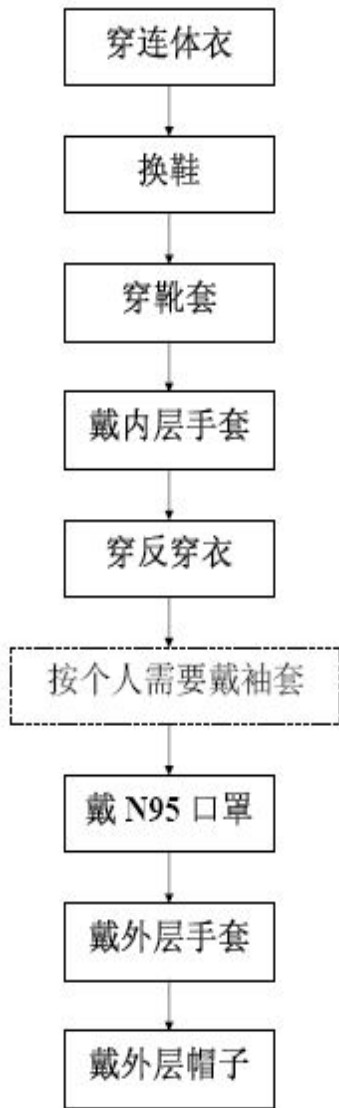 穿连体衣
换鞋
穿靴套
戴内层手套
穿反穿衣
按个人需要戴袖套
戴 N95 口罩
戴外层手套
戴外层帽子